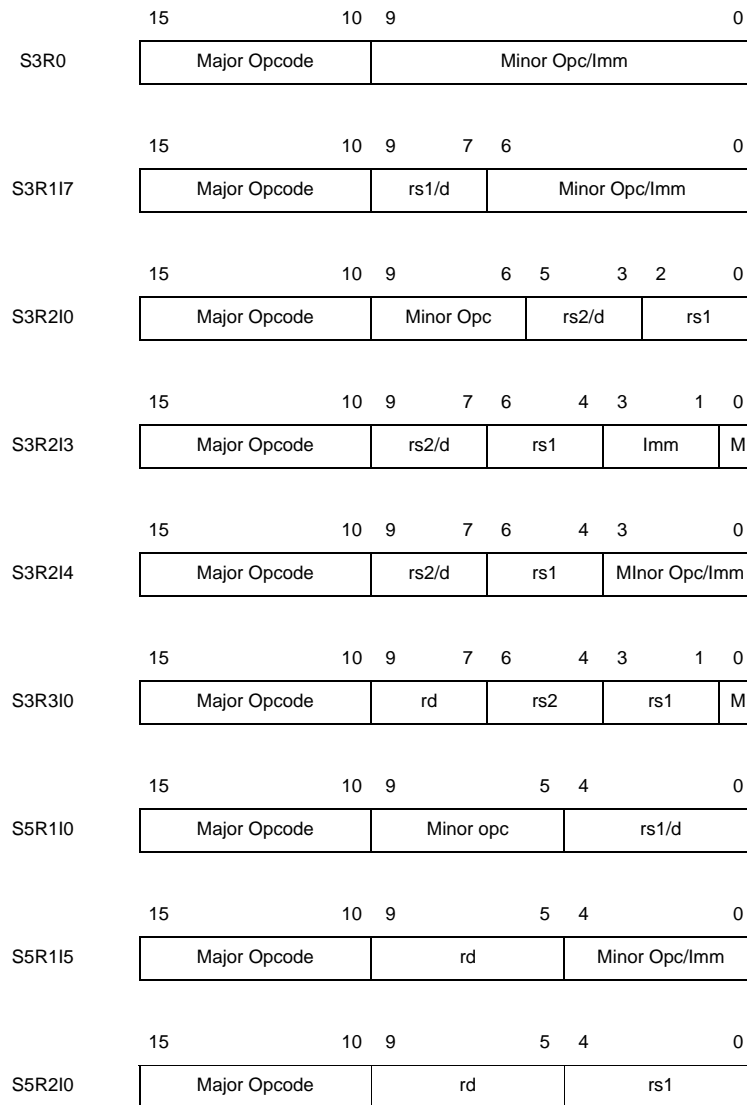 15 10 9 0
S3R0 Major Opcode Minor Opc/Imm
15 10 9 7 6 0
S3R1I7 Major Opcode rs1/d Minor Opc/Imm
15 10 9 6 5 3 2 0
S3R2I0 Major Opcode Minor Opc rs2/d rs1
15 10 9 7 6 4 3 1 0
S3R2I3 Major Opcode rs2/d rs1 Imm M
15 10 9 7 6 4 3 0
S3R2I4 Major Opcode rs2/d rs1 MInor Opc/Imm
15 10 9 7 6 4 3 1 0
S3R3I0 Major Opcode rd rs2 rs1 M
15 10 9 5 4 0
S5R1I0 Major Opcode Minor opc rs1/d
15 10 9 5 4 0
S5R1I5 Major Opcode rd Minor Opc/Imm
15 10 9 5 4 0
S5R2I0 Major Opcode rd rs1